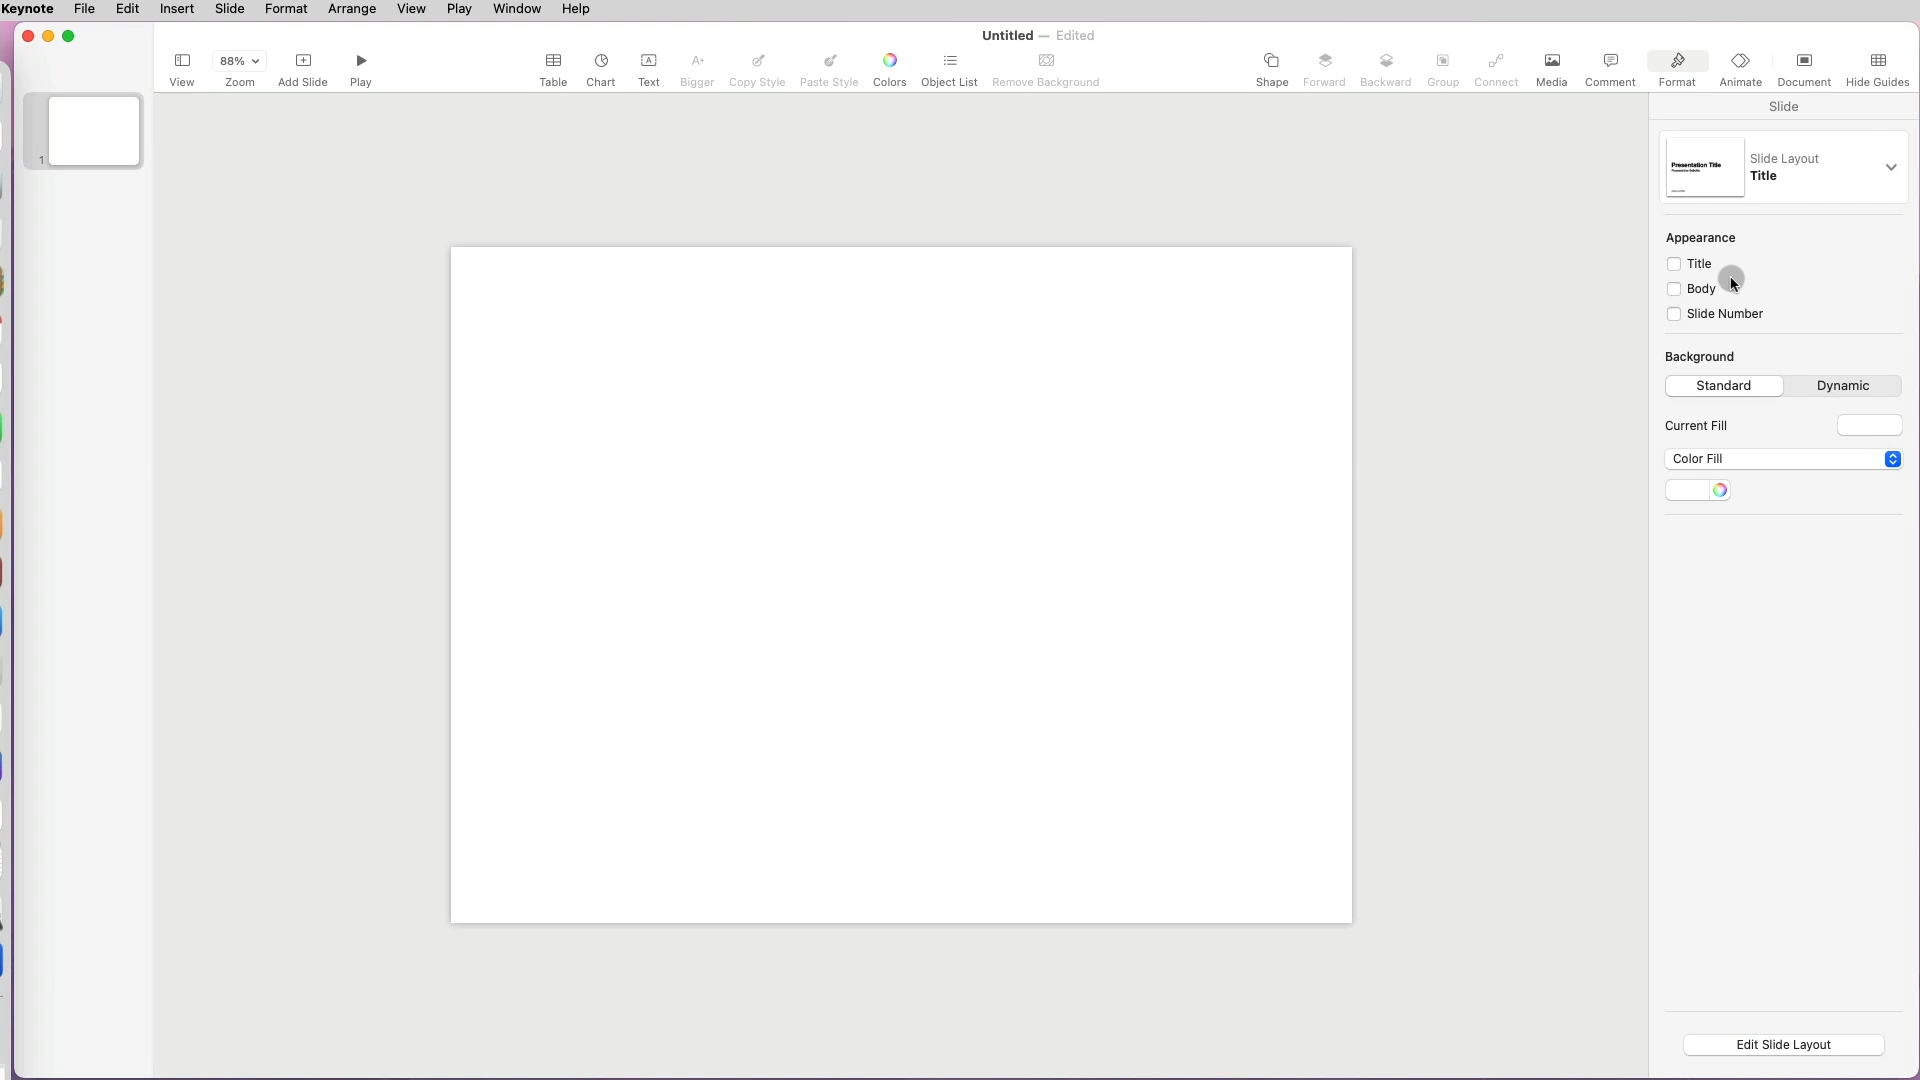 Keynote File Edit Insert Slide Format Arrange View Play Window Help
Untitled — Edited
88%
View Zoom Add Slide Play Table Chart Text Bigger Copy Style Paste Style Colors Object List Remove Background Shape Forward Backward Group Connect Media Comment Format Animate Document Hide Guides
1
Slide
Presentation Title
Slide Layout
Title
Appearance
Title
Body
Slide Number
Background
Standard Dynamic
Current Fill
Color Fill
Edit Slide Layout